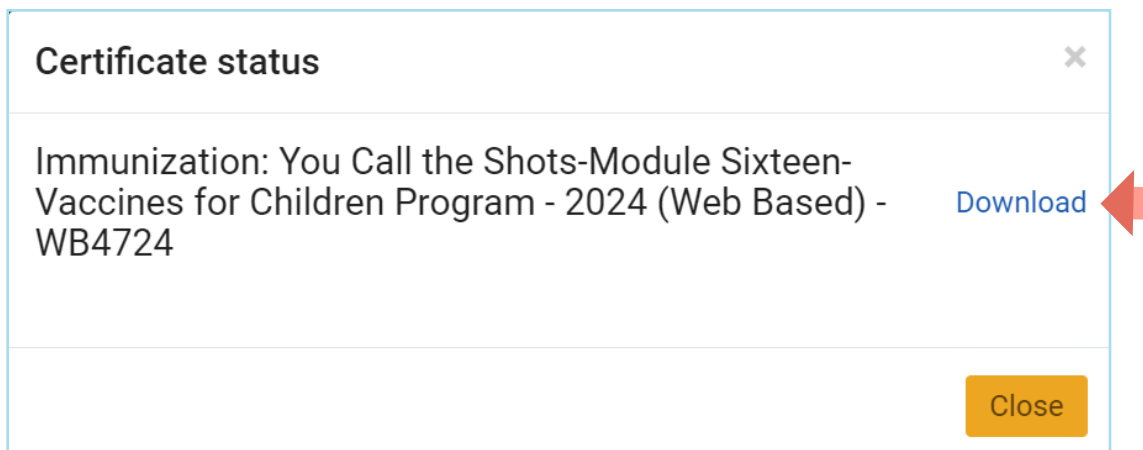 Certificate status
×
Immunization: You Call the Shots-Module Sixteen-
Vaccines for Children Program - 2024 (Web Based) -
WB4724
Download
Close